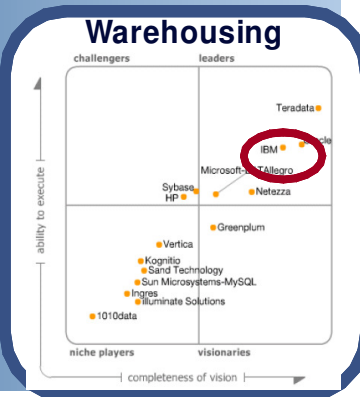 Warehousing
challengers leaders
Teradata
IBM
Microsoft-
Sybase
HP
Netezza
Greenplum
Vertica
Kognitio
Sand Technology
Sun Microsystems-MySQL
Ingres
Illuminate Solutions
1010data
niche players visionaries
ability to execute
completeness of vision